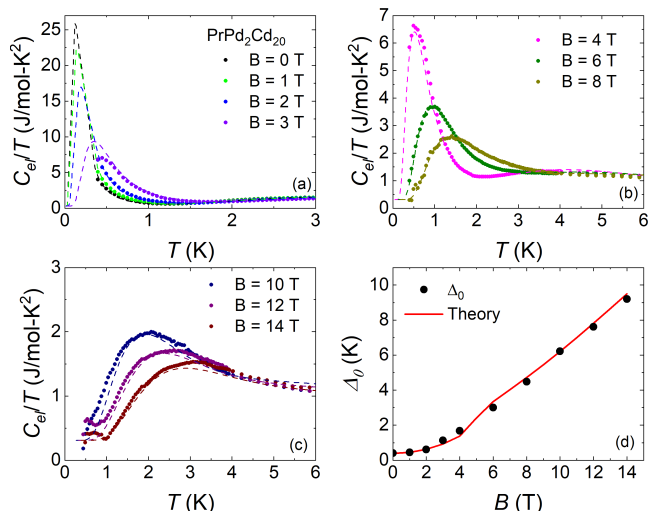 PrPd₂Cd₂₀
B = 0 T
B = 1 T
B = 2 T
B = 3 T
C_el/T (J/mol-K²)
25
20
15
10
5
0
0 1 2 3
T (K)
(a)
B = 4 T
B = 6 T
B = 8 T
C_el/T (J/mol-K²)
7
6
5
4
3
2
1
0
0 1 2 3 4 5 6
T (K)
(b)
B = 10 T
B = 12 T
B = 14 T
C_el/T (J/mol-K²)
3
2
1
0
0 1 2 3 4 5 6
T (K)
(c)
Δ₀
Theory
Δ₀ (K)
10
8
6
4
2
0
0 2 4 6 8 10 12 14
B (T)
(d)